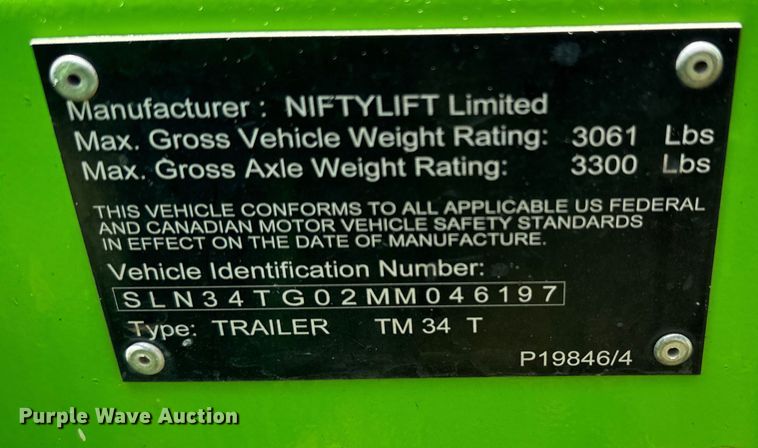 Manufacturer : NIFTYLIFT Limited
Max. Gross Vehicle Weight Rating: 3061 Lbs
Max. Gross Axle Weight Rating: 3300 Lbs
THIS VEHICLE CONFORMS TO ALL APPLICABLE US FEDERAL
AND CANADIAN MOTOR VEHICLE SAFETY STANDARDS
IN EFFECT ON THE DATE OF MANUFACTURE.
Vehicle Identification Number:
SLN34TG02MM046197
Type: TRAILER TM 34 T
P19846/4
Purple Wave Auction